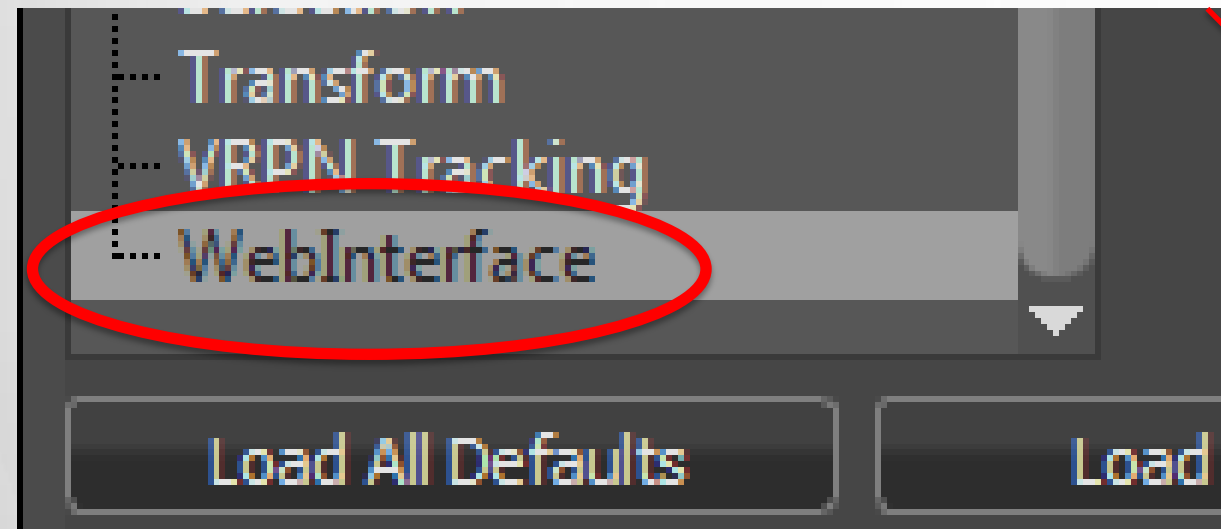 Transform
VRPN Tracking
WebInterface
Load All Defaults
Load